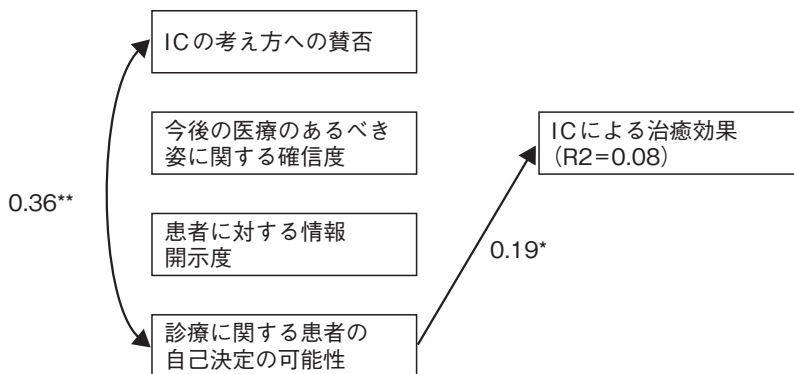 ICの考え方への賛否
今後の医療のあるべき
姿に関する確信度
ICによる治癒効果
(R2=0.08)
0.36**
患者に対する情報
開示度
0.19*
診療に関する患者の
自己決定の可能性